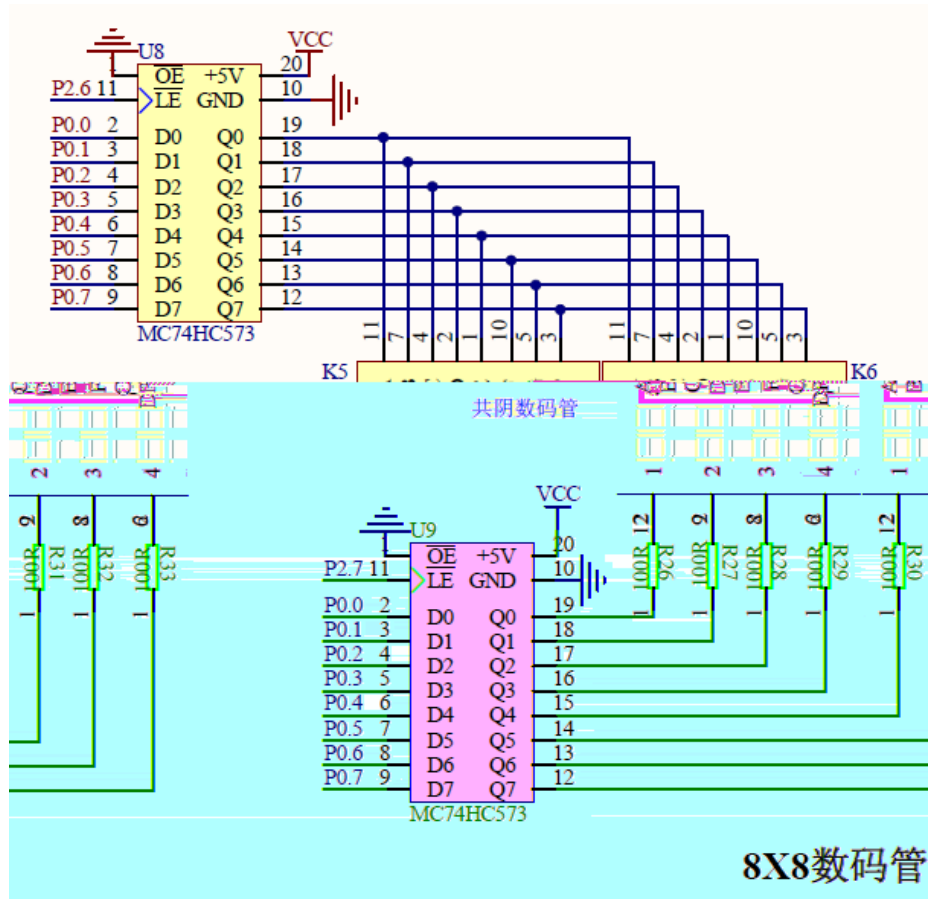 VCC
U8
1 OE +5V 20
P2.6 11 LE GND 10
P0.0 2 D0 Q0 19
P0.1 3 D1 Q1 18
P0.2 4 D2 Q2 17
P0.3 5 D3 Q3 16
P0.4 6 D4 Q4 15
P0.5 7 D5 Q5 14
P0.6 8 D6 Q6 13
P0.7 9 D7 Q7 12
MC74HC573
11 7 4 2 1 10 5 3 11 7 4 2 1 10 5 3
K5 K6
共阴数码管
2 3 4 1 2 3 4 1
VCC
9 8 6 12 9 8 6 12
R31 R32 R33 R26 R27 R28 R29 R30
1 1 1 1 1 1 1 1
U9
1 OE +5V 20
P2.7 11 LE GND 10
P0.0 2 D0 Q0 19
P0.1 3 D1 Q1 18
P0.2 4 D2 Q2 17
P0.3 5 D3 Q3 16
P0.4 6 D4 Q4 15
P0.5 7 D5 Q5 14
P0.6 8 D6 Q6 13
P0.7 9 D7 Q7 12
MC74HC573
8X8数码管